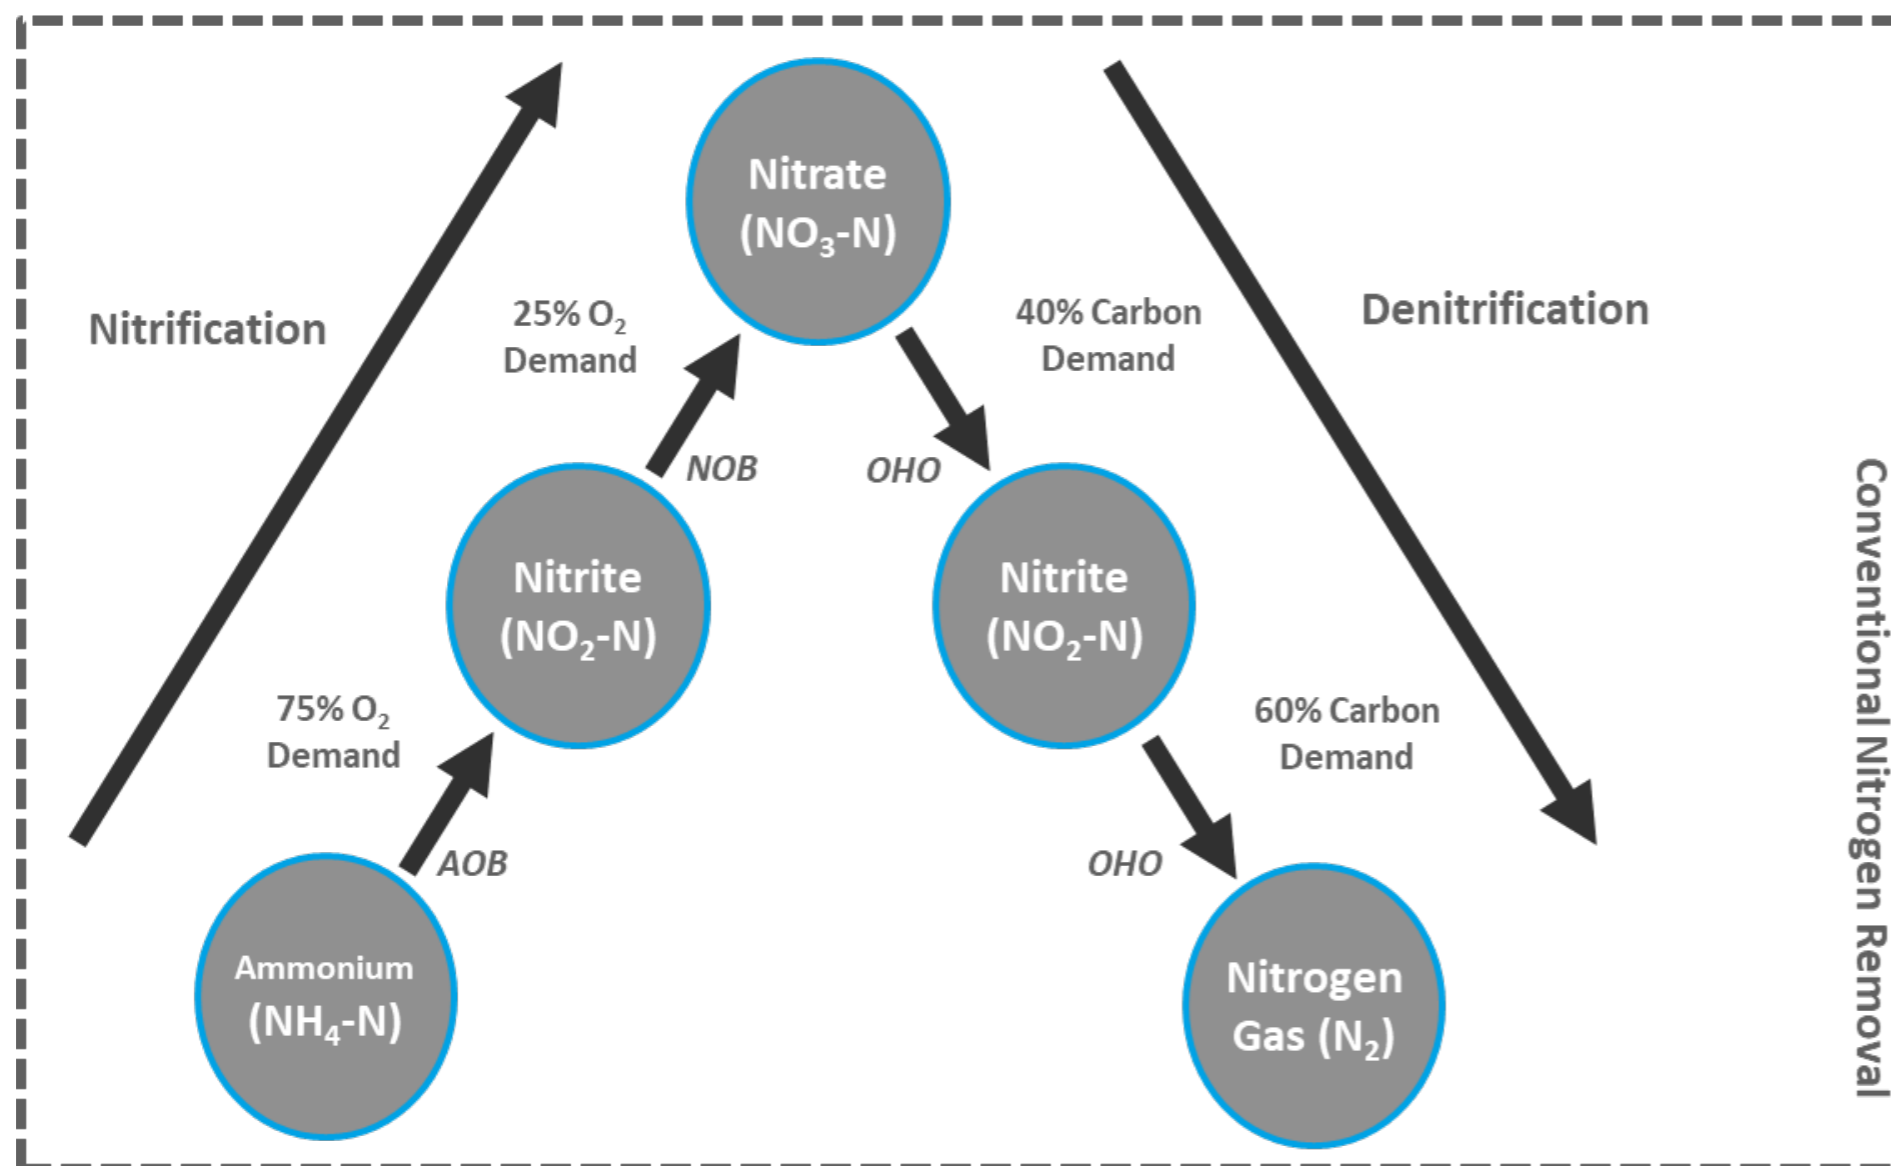 Nitrate
(NO₃-N)
Nitrification
25% O₂
Demand
40% Carbon
Demand
Denitrification
NOB
OHO
Nitrite
(NO₂-N)
Nitrite
(NO₂-N)
75% O₂
Demand
60% Carbon
Demand
AOB
OHO
Ammonium
(NH₄-N)
Nitrogen
Gas (N₂)
Conventional Nitrogen Removal